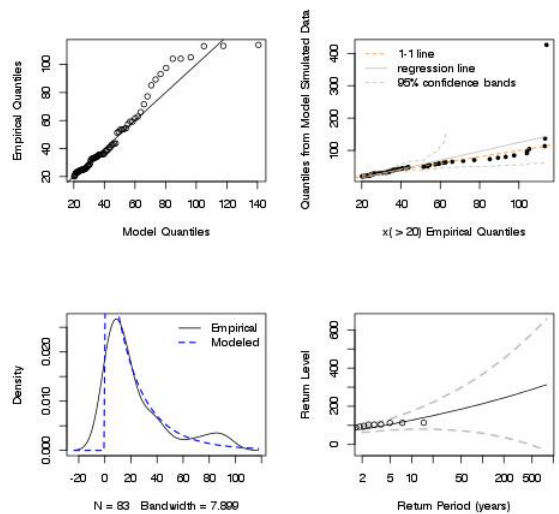 Empirical Quantiles
100
80
60
40
20
20 40 60 80 100 120 140
Model Quantiles
Quantiles from Model Simulated Data
400
300
200
100
1-1 line
regression line
95% confidence bands
20 40 60 80 100
x(>20) Empirical Quantiles
Density
0.020
0.010
0.000
Empirical
Modeled
-20 0 20 40 60 80 100
N = 83 Bandwidth = 7.899
Return Level
600
400
200
0
2 5 10 20 50 100 200 500
Return Period (years)